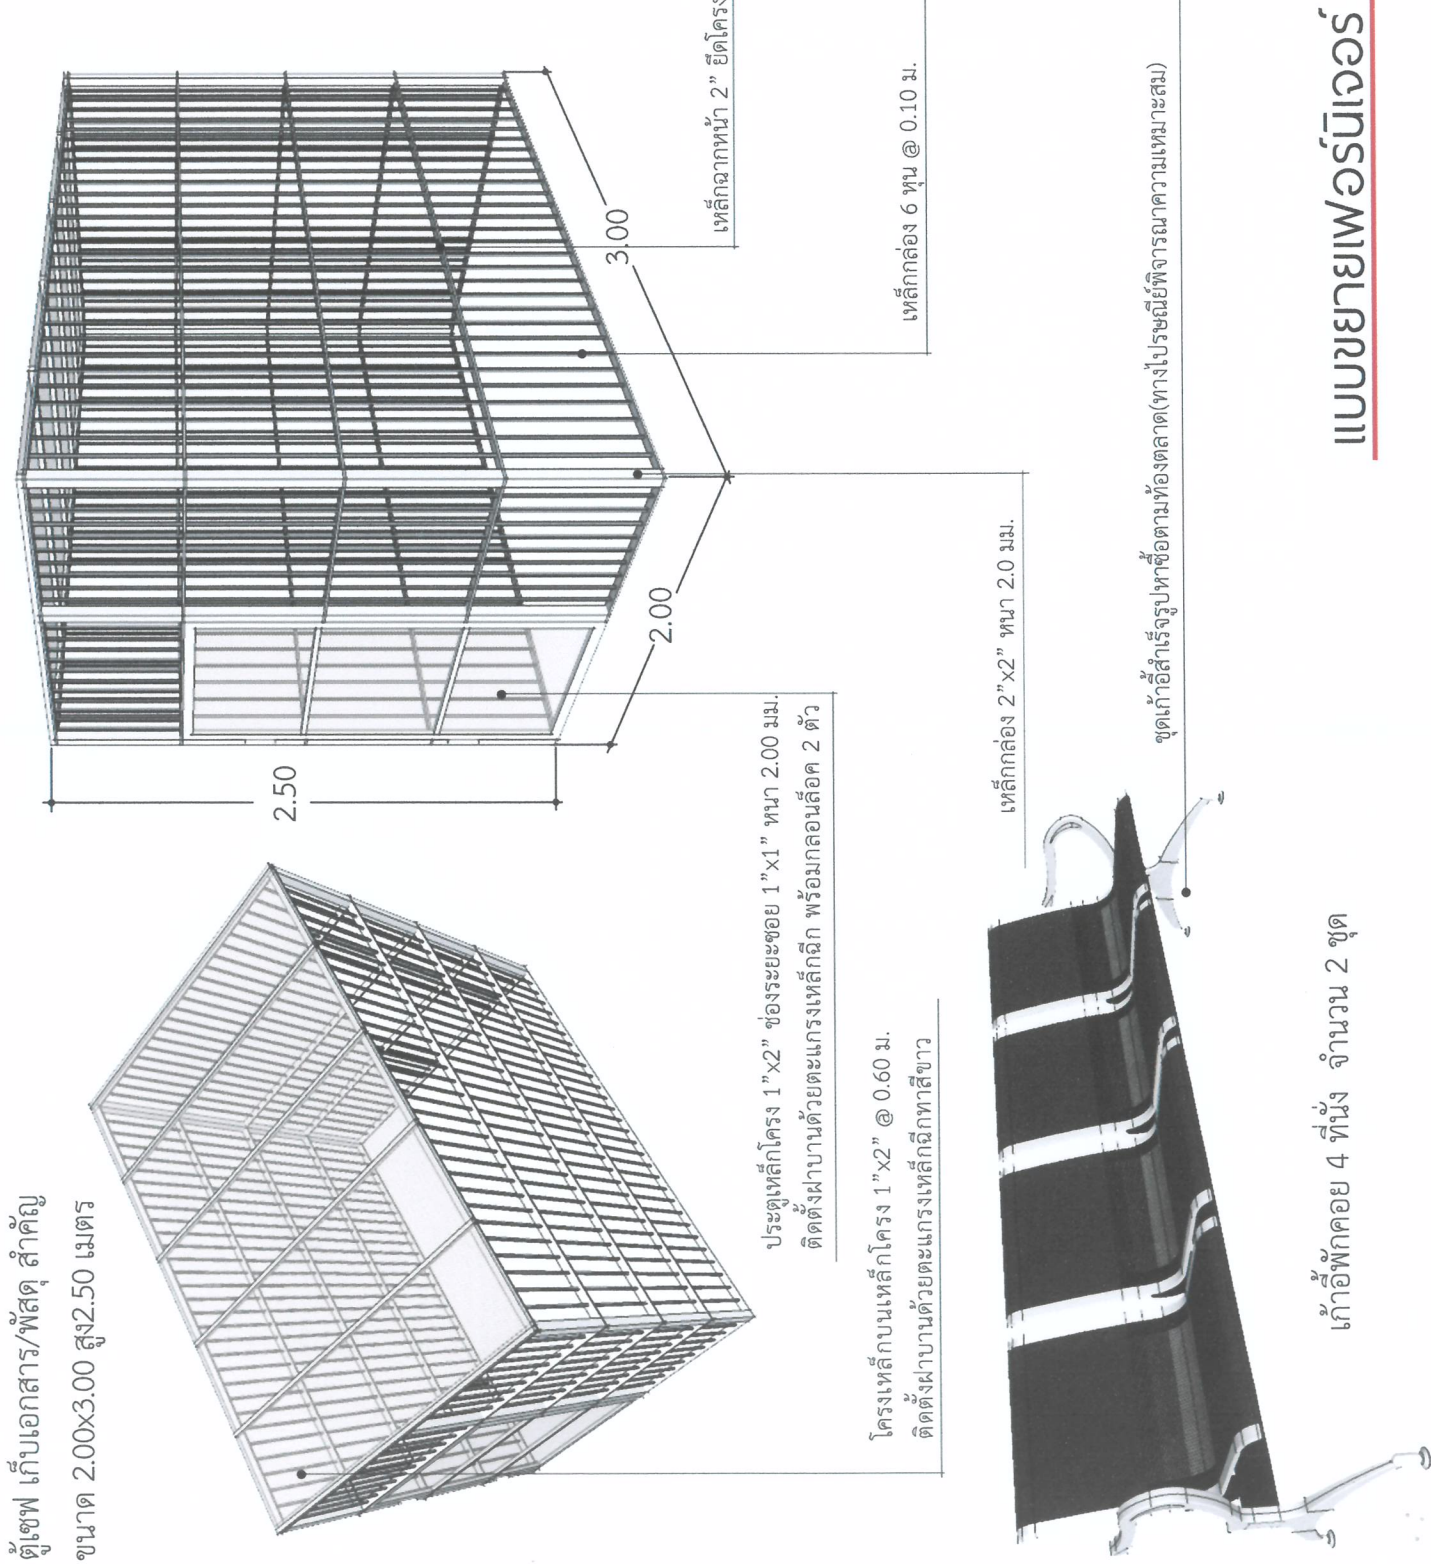 ตู้เซฟ เก็บเอกสาร/พัสดุ สำคัญ
ขนาด 2.00x3.00 สูง2.50 เมตร
2.50
2.00
3.00
เหล็กฉากหน้า 2” ยึดโครง
เหล็กกล่อง 6 หุน @ 0.10 ม.
ประตูเหล็กโครง 1”x2” ช่องระยะซอย 1”x1” หนา 2.00 มม.
ติดตั้งฝาบานด้วยตะแกรงเหล็กฉีก พร้อมกลอนล็อค 2 ตัว
โครงเหล็กบนเหล็กโครง 1”x2” @ 0.60 ม.
ติดตั้งฝาบานด้วยตะแกรงเหล็กฉีกทาสีขาว
เหล็กกล่อง 2”x2” หนา 2.0 มม.
ชุดเก้าอี้สำเร็จรูปหาซื้อตามท้องตลาด(ทางไปรษณีย์พิจารณาความเหมาะสม)
เก้าอี้พักคอย 4 ที่นั่ง จำนวน 2 ชุด
แบบขยายเฟอร์นิเจอร์